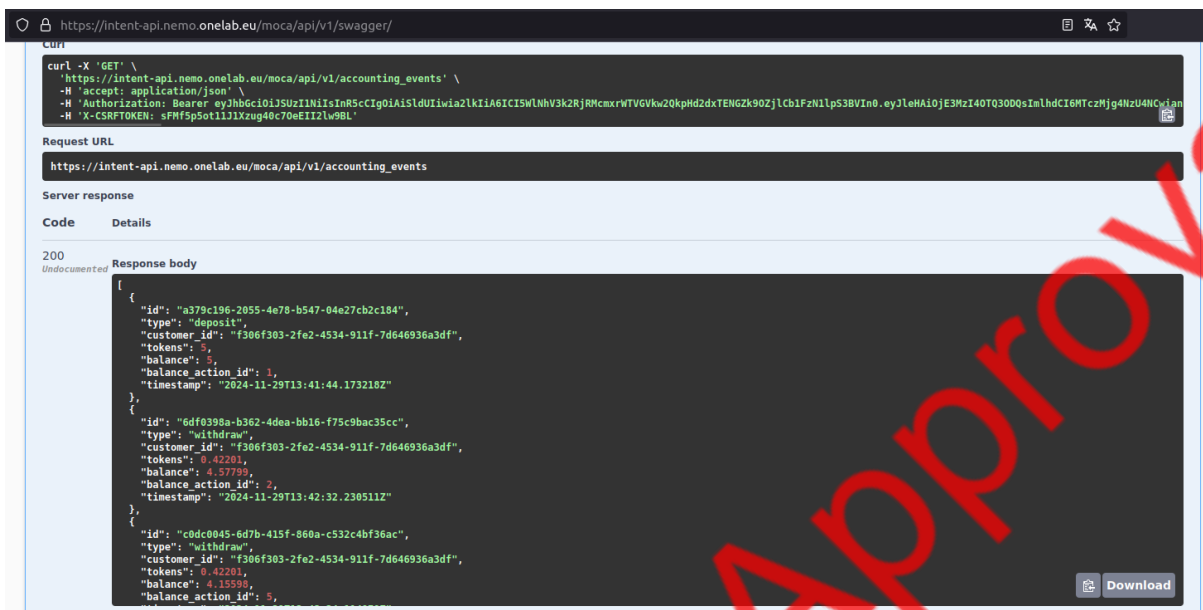 https://intent-api.nemo.onelab.eu/moca/api/v1/swagger/
Curl
curl -X 'GET' \
'https://intent-api.nemo.onelab.eu/moca/api/v1/accounting_events' \
-H 'accept: application/json' \
-H 'Authorization: Bearer
-H 'X-CSRFTOKEN: sFMf5p5ot11J1Xzug40c7OeEII2lw9BL'
Request URL
https://intent-api.nemo.onelab.eu/moca/api/v1/accounting_events
Server response
Code Details
200
Undocumented
Response body
[
{
"id": "a379c196-2055-4e78-b547-04e27cb2c184",
"type": "deposit",
"customer_id": "f306f303-2fe2-4534-911f-7d646936a3df",
"tokens": 5,
"balance": 5,
"balance_action_id": 1,
"timestamp": "2024-11-29T13:41:44.173218Z"
},
{
"id": "6df0398a-b362-4dea-bb16-f75c9bac35cc",
"type": "withdraw",
"customer_id": "f306f303-2fe2-4534-911f-7d646936a3df",
"tokens": 0.42201,
"balance": 4.57799,
"balance_action_id": 2,
"timestamp": "2024-11-29T13:42:32.230511Z"
},
{
"id": "c0dc0045-6d7b-415f-860a-c532c4bf36ac",
"type": "withdraw",
"customer_id": "f306f303-2fe2-4534-911f-7d646936a3df",
"tokens": 0.42201,
"balance": 4.15598,
"balance_action_id": 5,
Download
Approv